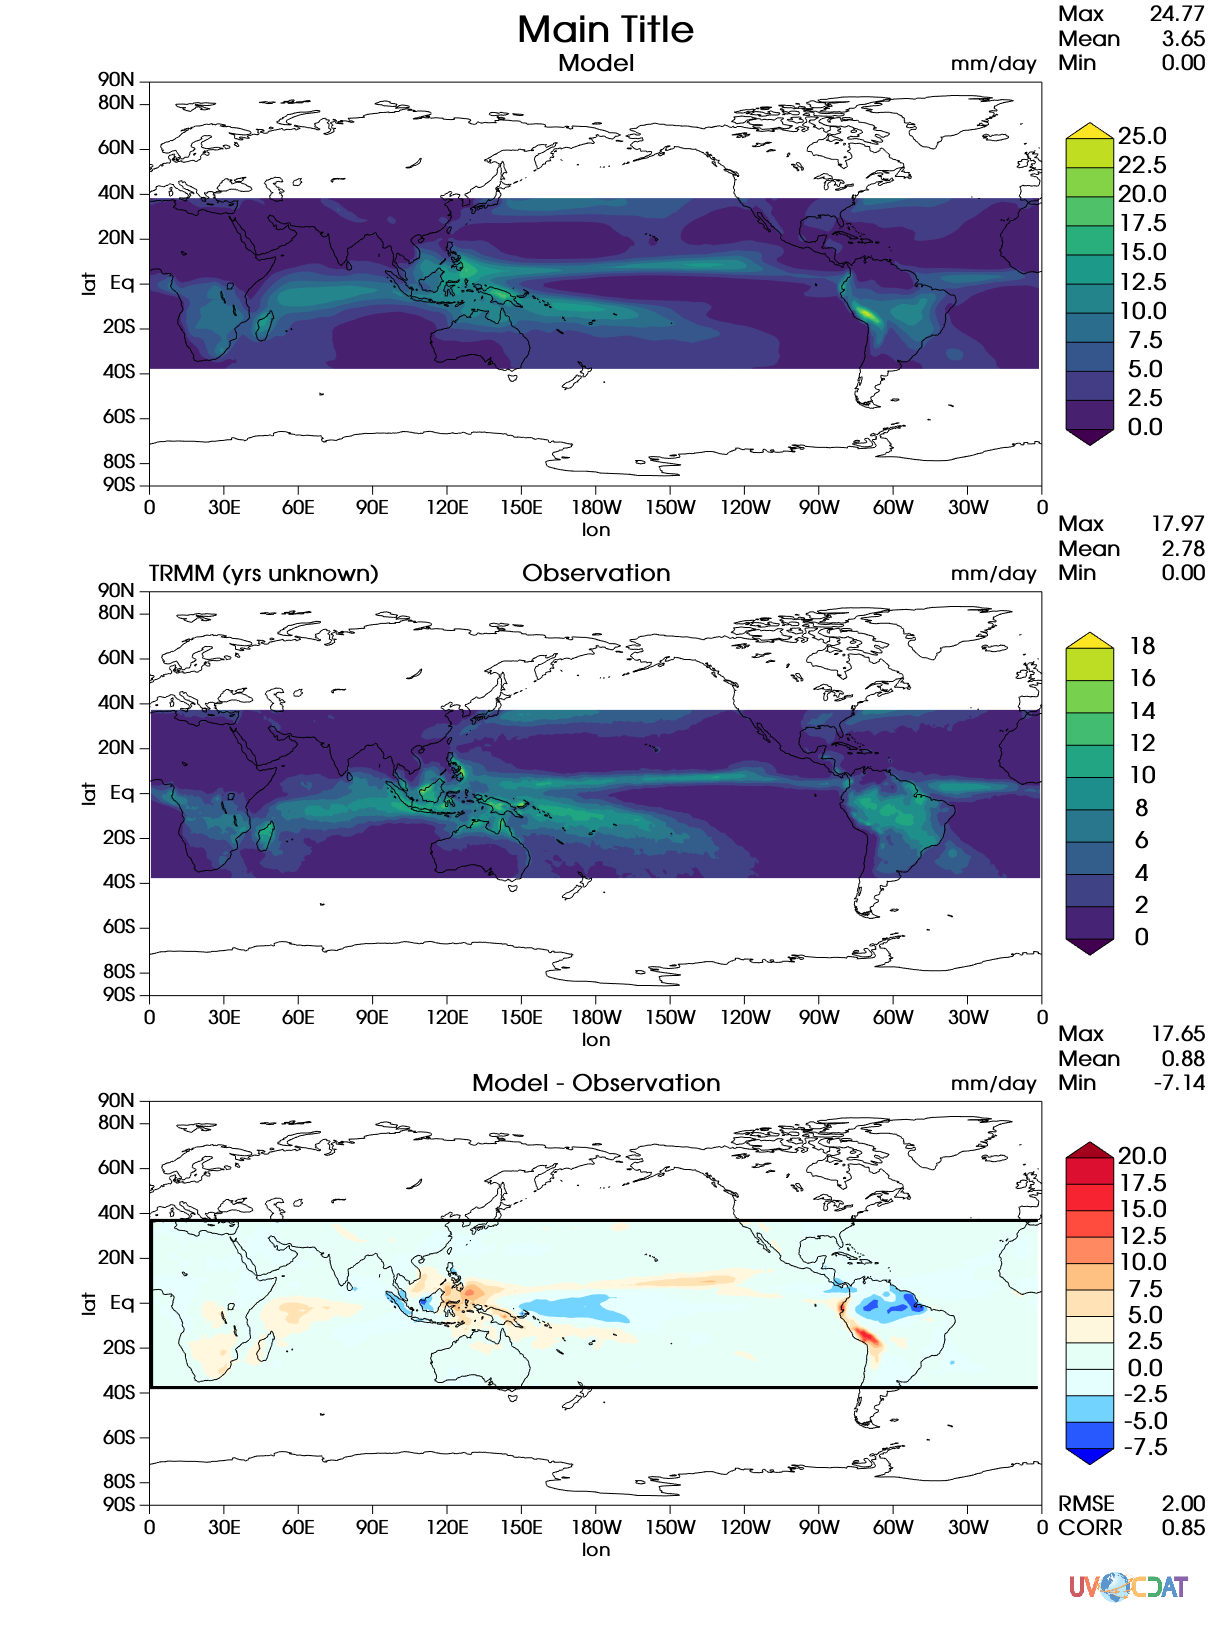 Main Title
Model
mm/day
Max 24.77
Mean 3.65
Min 0.00
90N
80N
60N
40N
20N
Eq
20S
40S
60S
80S
90S
lat
0 30E 60E 90E 120E 150E 180W 150W 120W 90W 60W 30W 0
lon
25.0
22.5
20.0
17.5
15.0
12.5
10.0
7.5
5.0
2.5
0.0
TRMM (yrs unknown)
Observation
mm/day
Max 17.97
Mean 2.78
Min 0.00
90N
80N
60N
40N
20N
Eq
20S
40S
60S
80S
90S
lat
0 30E 60E 90E 120E 150E 180W 150W 120W 90W 60W 30W 0
lon
18
16
14
12
10
8
6
4
2
0
Model - Observation
mm/day
Max 17.65
Mean 0.88
Min -7.14
90N
80N
60N
40N
20N
Eq
20S
40S
60S
80S
90S
lat
0 30E 60E 90E 120E 150E 180W 150W 120W 90W 60W 30W 0
lon
20.0
17.5
15.0
12.5
10.0
7.5
5.0
2.5
0.0
-2.5
-5.0
-7.5
RMSE 2.00
CORR 0.85
UV CDAT